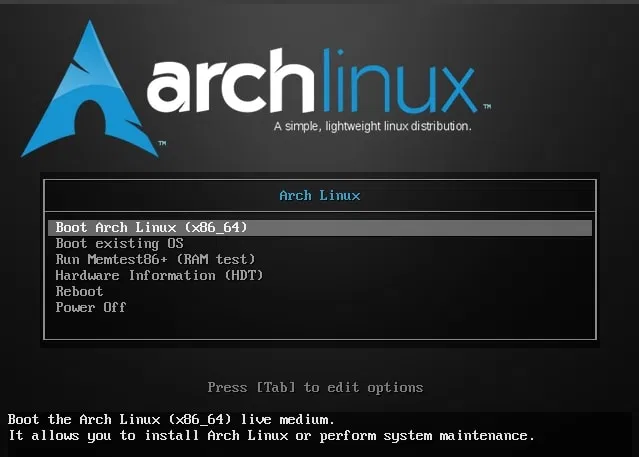 archlinux™
A simple, lightweight linux distribution.
™
Arch Linux
Boot Arch Linux (x86_64)
Boot existing OS
Run Memtest86+ (RAM test)
Hardware Information (HDT)
Reboot
Power Off
Press [Tab] to edit options
Boot the Arch Linux (x86_64) live medium.
It allows you to install Arch Linux or perform system maintenance.